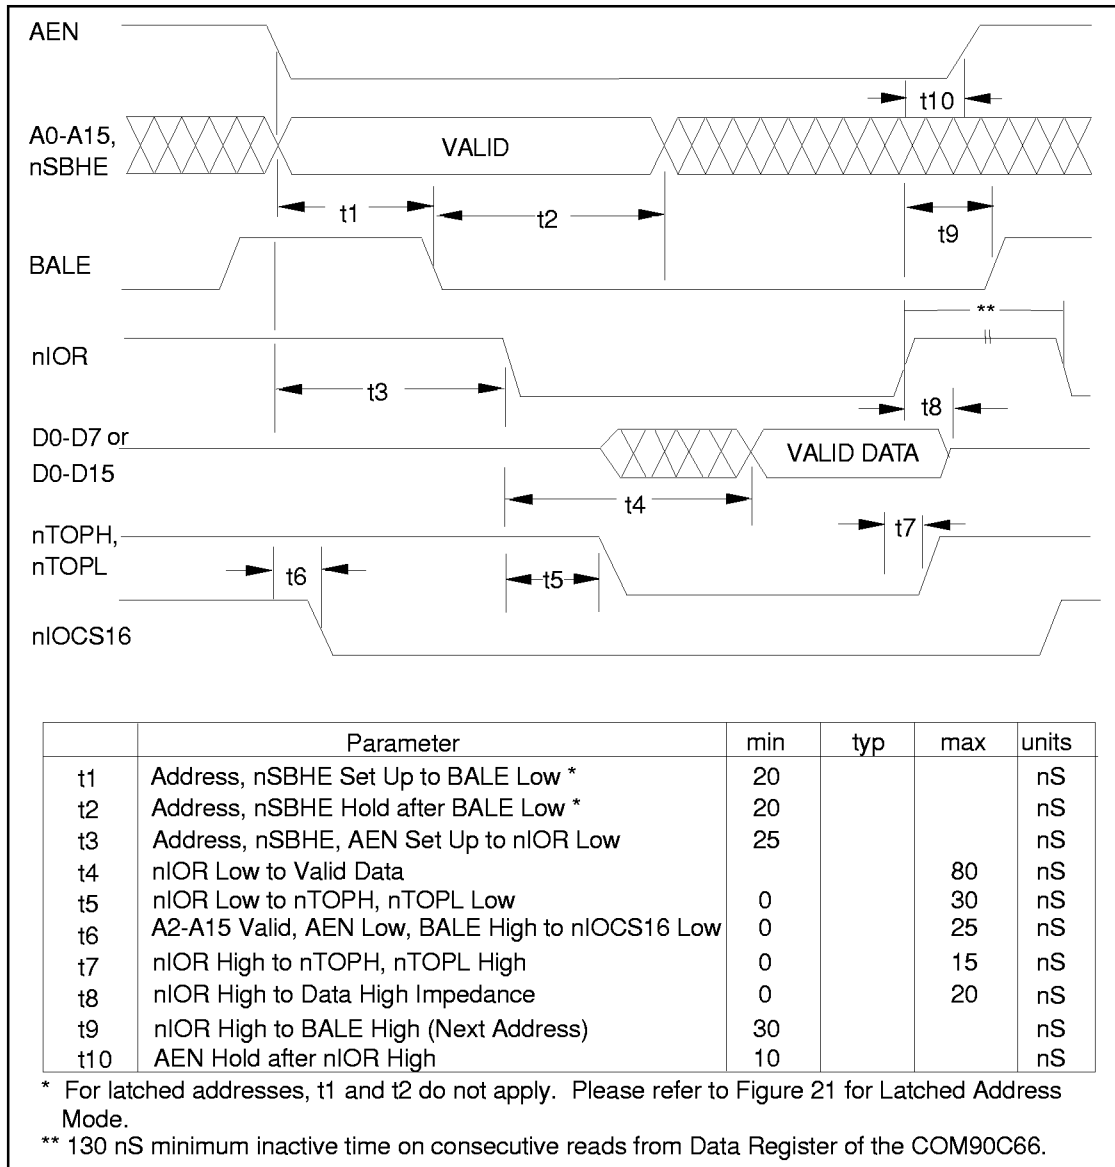 AEN
t10
A0-A15,
nSBHE
VALID
t1
t2
t9
BALE
**
nIOR
t3
t8
D0-D7 or
D0-D15
VALID DATA
t4
nTOPH,
nTOPL
t7
t6
t5
nIOCS16
Parameter min typ max units
t1 Address, nSBHE Set Up to BALE Low * 20 nS
t2 Address, nSBHE Hold after BALE Low * 20 nS
t3 Address, nSBHE, AEN Set Up to nIOR Low 25 nS
t4 nIOR Low to Valid Data 80 nS
t5 nIOR Low to nTOPH, nTOPL Low 0 30 nS
t6 A2-A15 Valid, AEN Low, BALE High to nIOCS16 Low 0 25 nS
t7 nIOR High to nTOPH, nTOPL High 0 15 nS
t8 nIOR High to Data High Impedance 0 20 nS
t9 nIOR High to BALE High (Next Address) 30 nS
t10 AEN Hold after nIOR High 10 nS
* For latched addresses, t1 and t2 do not apply. Please refer to Figure 21 for Latched Address
Mode.
** 130 nS minimum inactive time on consecutive reads from Data Register of the COM90C66.